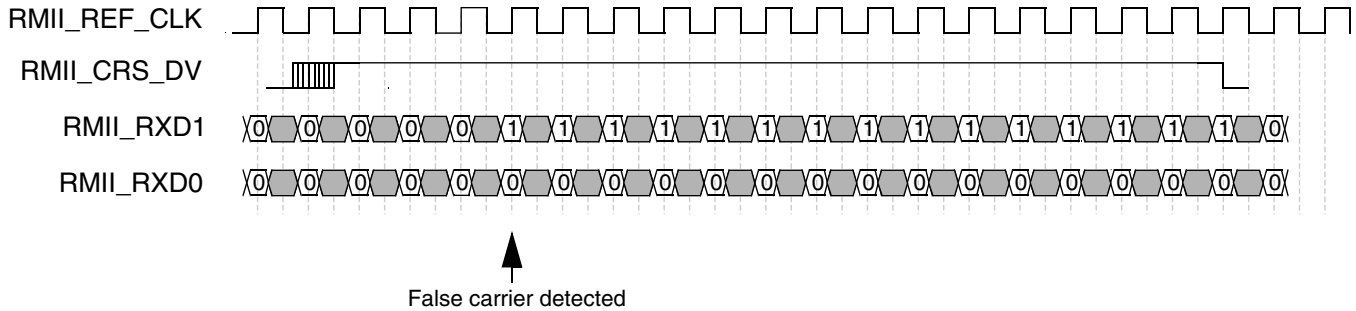 RMII_REF_CLK
RMII_CRS_DV
RMII_RXD1 0 0 0 0 0 1 1 1 1 1 1 1 1 1 1 1 1 1 1 1 0
RMII_RXD0 0 0 0 0 0 0 0 0 0 0 0 0 0 0 0 0 0 0 0 0 0
False carrier detected